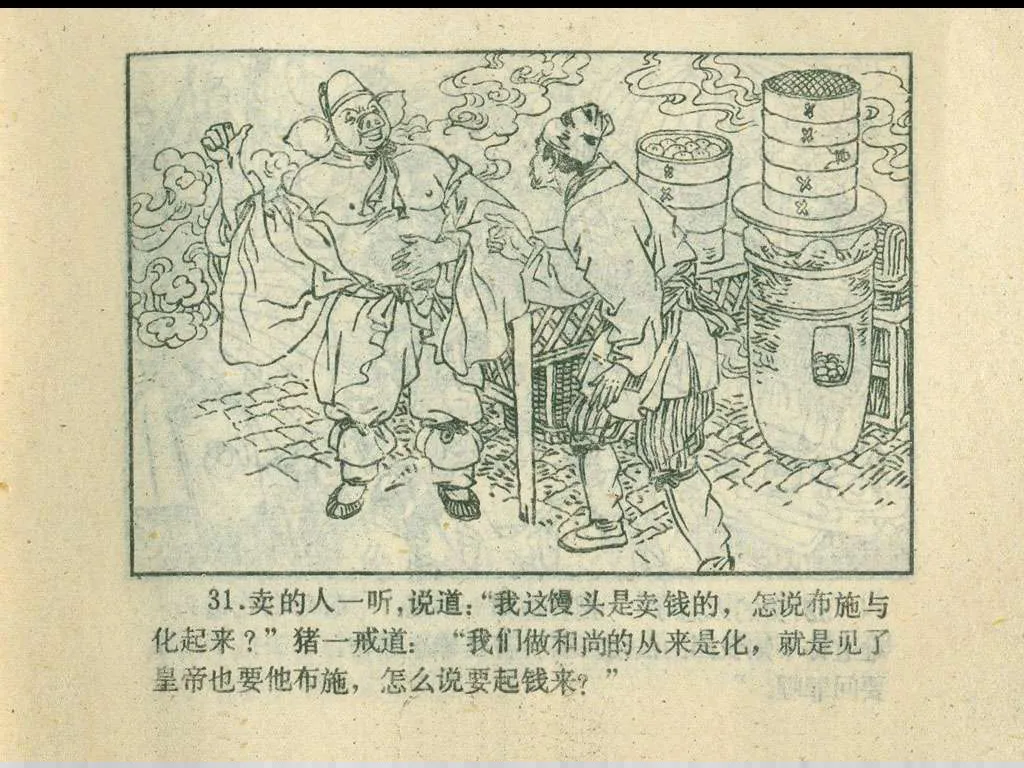 31.卖的人一听，说道：“我这馒头是卖钱的，怎说布施与
化起来？”猪一戒道：“我们做和尚的从来是化，就是见了
皇帝也要他布施，怎么说要起钱来？”